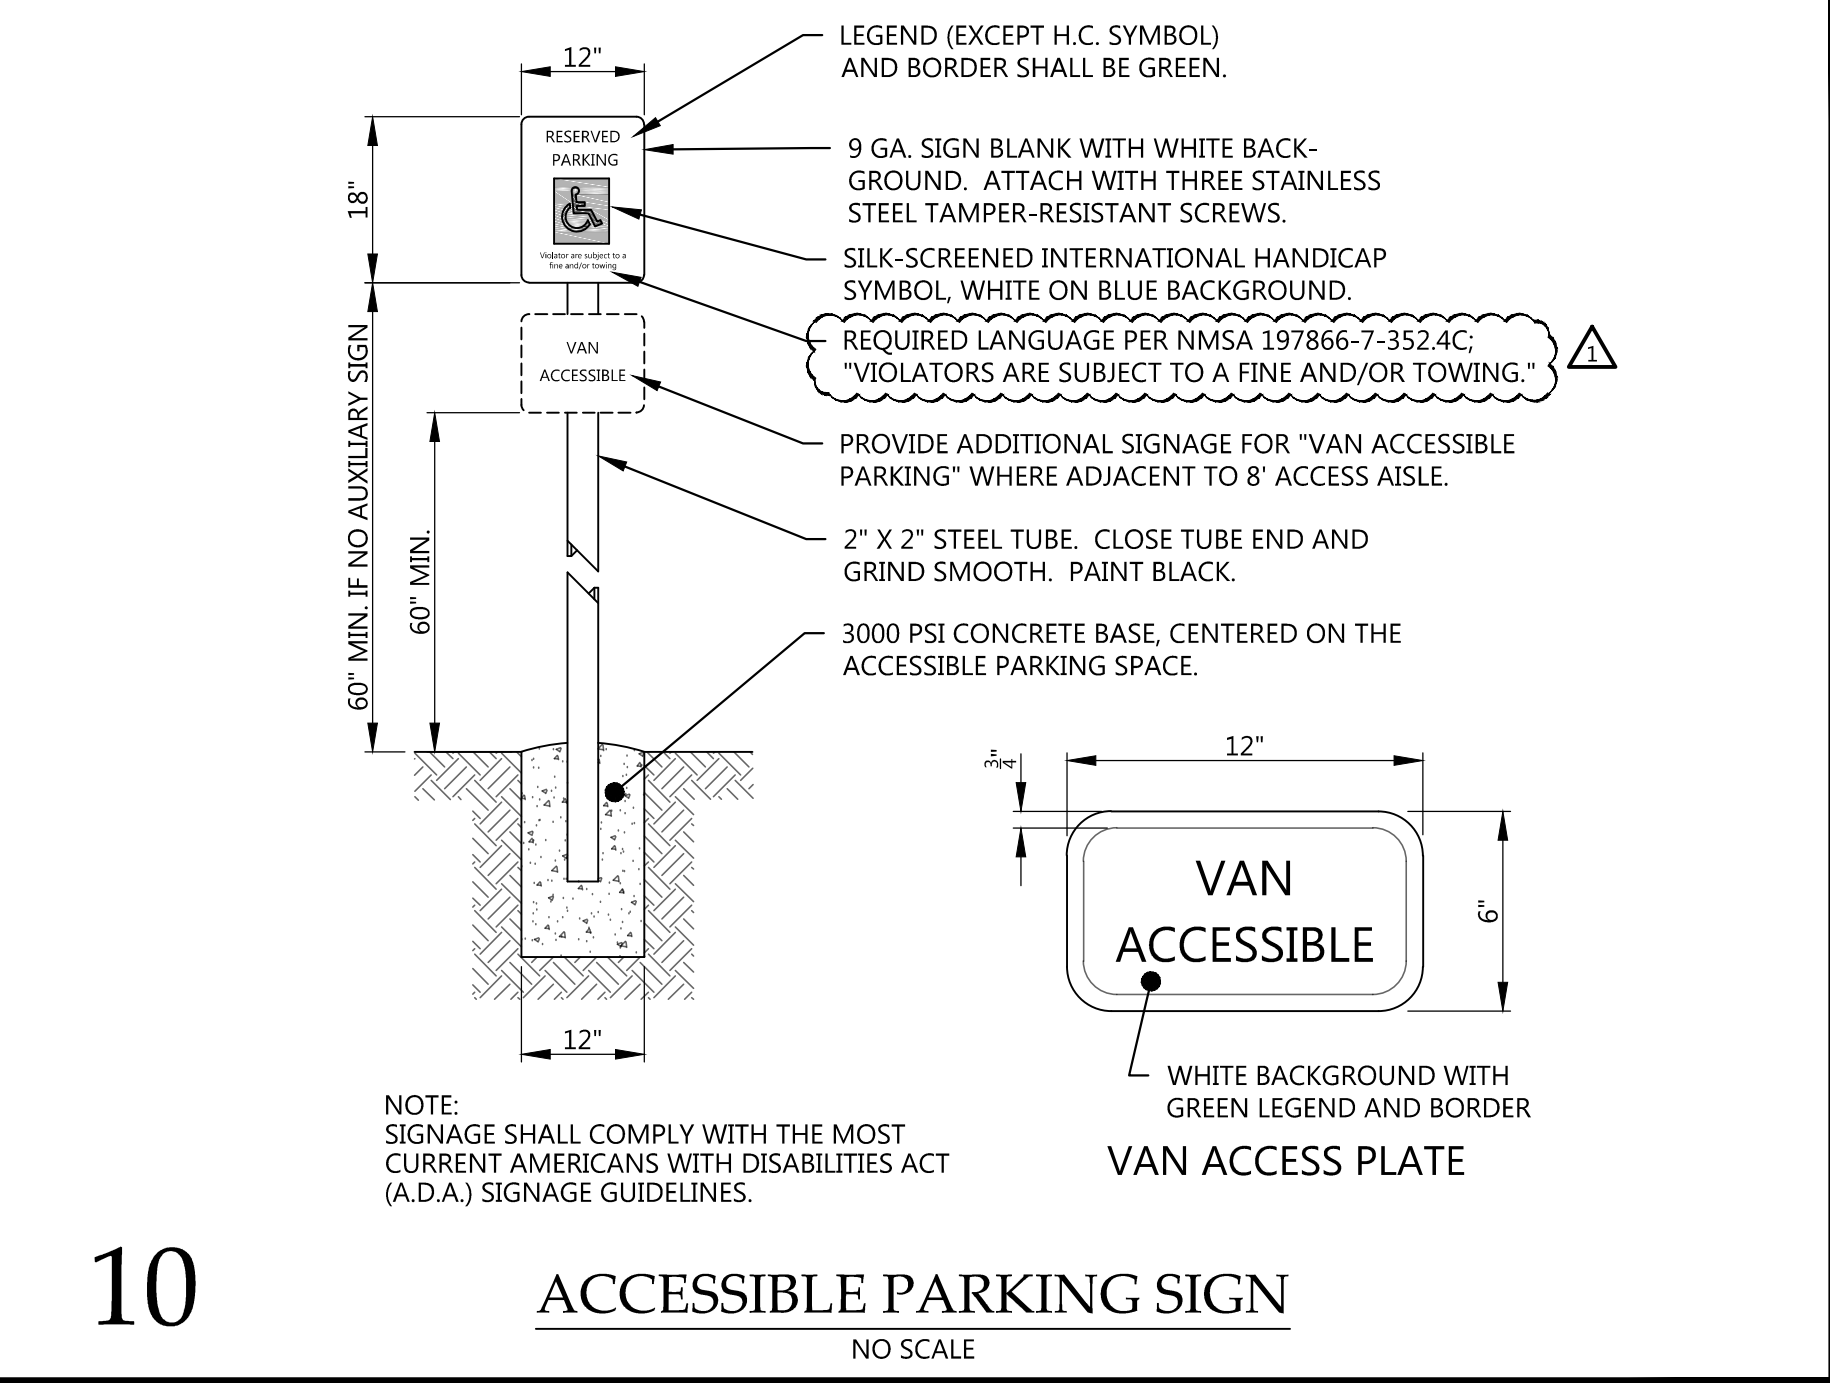 12"
LEGEND (EXCEPT H.C. SYMBOL)
AND BORDER SHALL BE GREEN.
RESERVED
PARKING
Violator are subject to a
fine and/or towing
18"
9 GA. SIGN BLANK WITH WHITE BACK-
GROUND. ATTACH WITH THREE STAINLESS
STEEL TAMPER-RESISTANT SCREWS.
SILK-SCREENED INTERNATIONAL HANDICAP
SYMBOL, WHITE ON BLUE BACKGROUND.
REQUIRED LANGUAGE PER NMSA 197866-7-352.4C;
"VIOLATORS ARE SUBJECT TO A FINE AND/OR TOWING."
1
VAN
ACCESSIBLE
PROVIDE ADDITIONAL SIGNAGE FOR "VAN ACCESSIBLE
PARKING" WHERE ADJACENT TO 8' ACCESS AISLE.
60" MIN. IF NO AUXILIARY SIGN
60" MIN.
2" X 2" STEEL TUBE. CLOSE TUBE END AND
GRIND SMOOTH. PAINT BLACK.
3000 PSI CONCRETE BASE, CENTERED ON THE
ACCESSIBLE PARKING SPACE.
12"
3/4"
12"
VAN
ACCESSIBLE
6"
WHITE BACKGROUND WITH
GREEN LEGEND AND BORDER
VAN ACCESS PLATE
NOTE:
SIGNAGE SHALL COMPLY WITH THE MOST
CURRENT AMERICANS WITH DISABILITIES ACT
(A.D.A.) SIGNAGE GUIDELINES.
10
ACCESSIBLE PARKING SIGN
NO SCALE